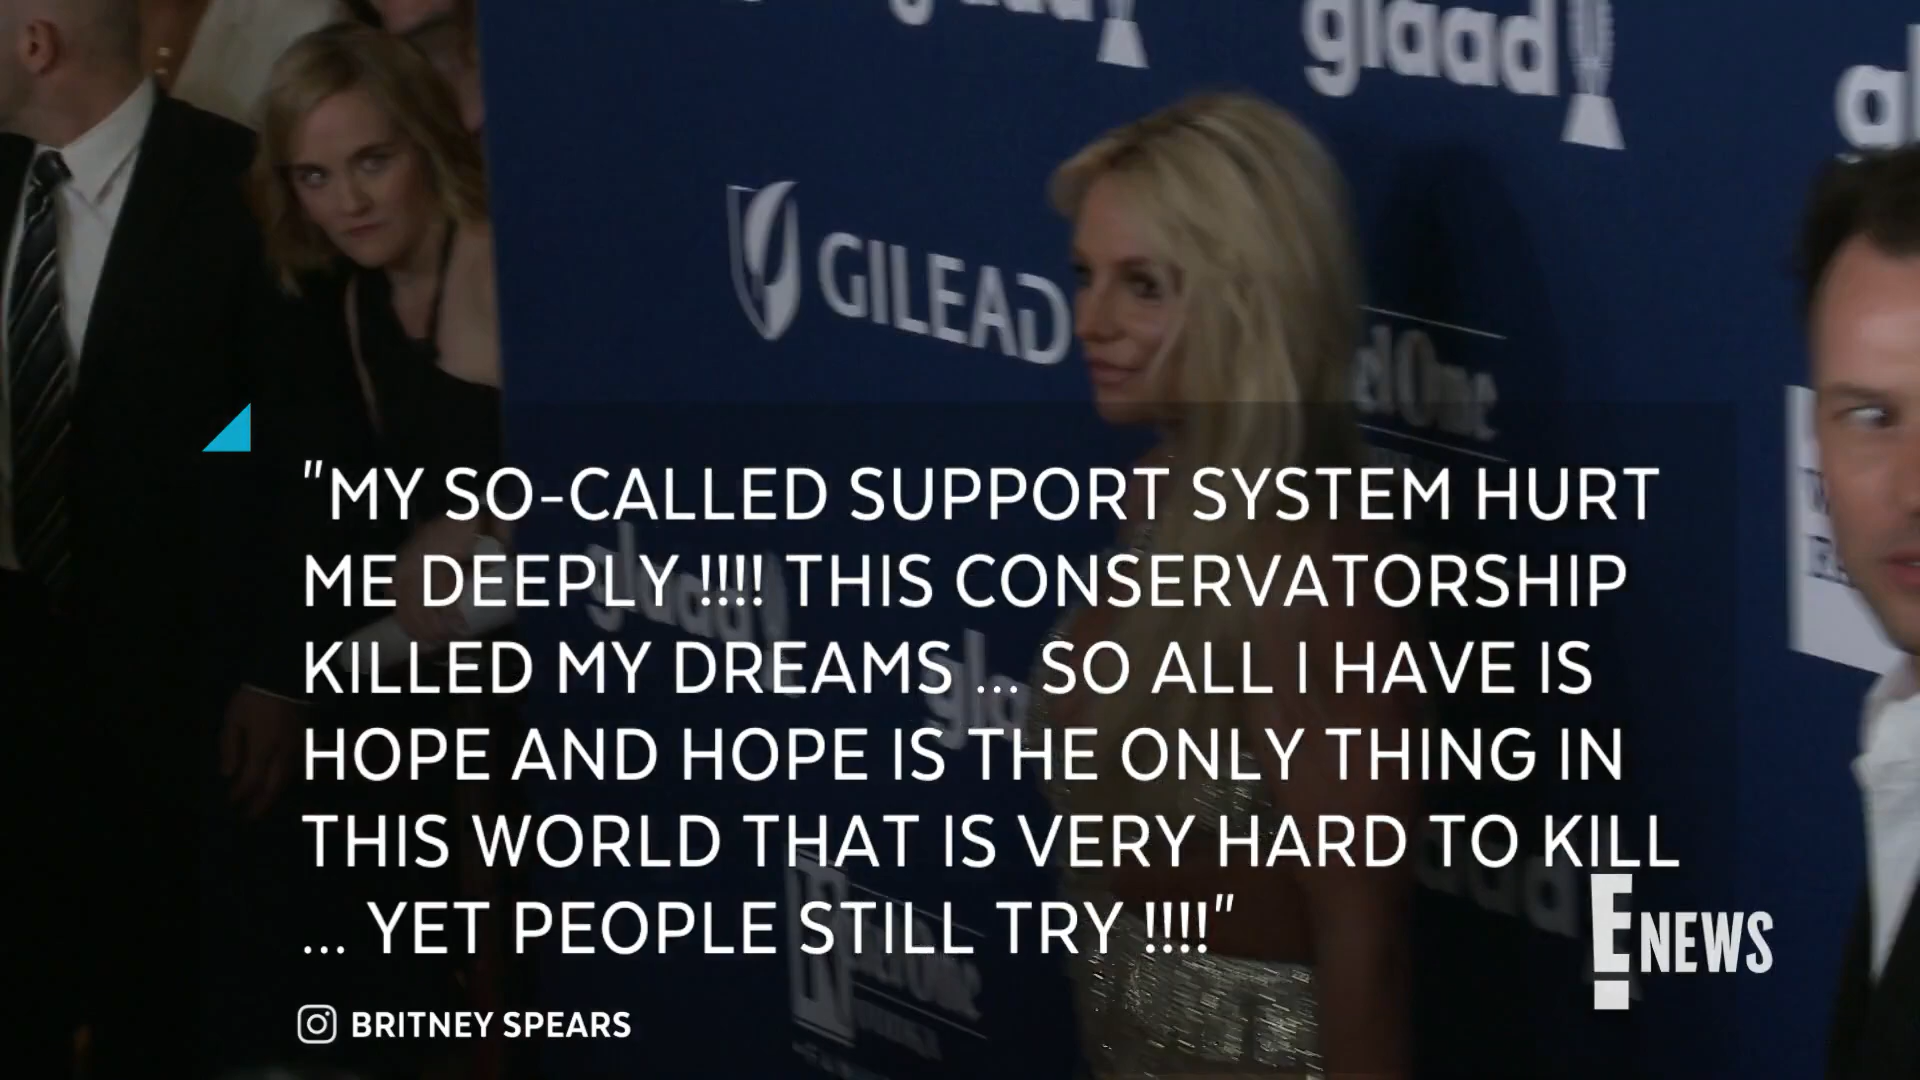 glaad
GILEAD
"MY SO-CALLED SUPPORT SYSTEM HURT
ME DEEPLY !!!! THIS CONSERVATORSHIP
KILLED MY DREAMS ... SO ALL I HAVE IS
HOPE AND HOPE IS THE ONLY THING IN
THIS WORLD THAT IS VERY HARD TO KILL
... YET PEOPLE STILL TRY !!!!"
E NEWS
BRITNEY SPEARS